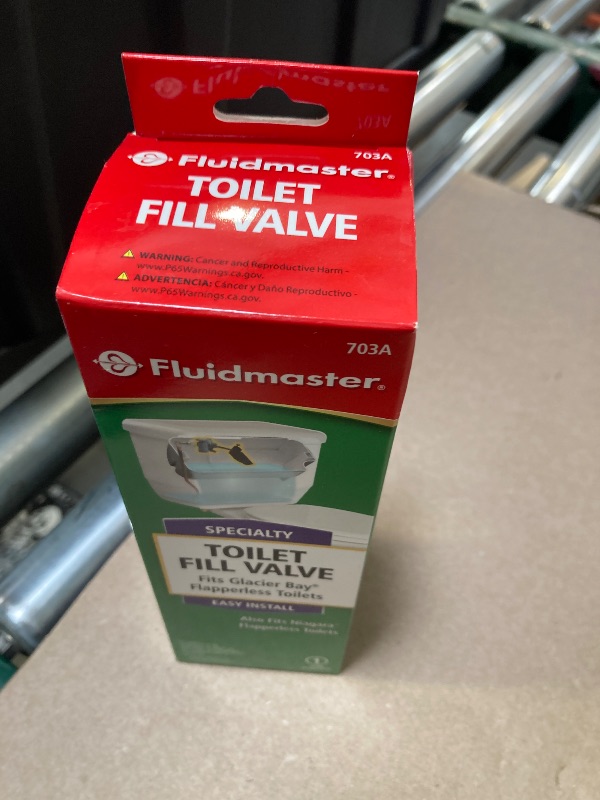 Fluidmaster
703A
703A
Fluidmaster®
TOILET
FILL VALVE
WARNING: Cancer and Reproductive Harm -
www.P65Warnings.ca.gov.
ADVERTENCIA: Cáncer y Daño Reproductivo -
www.P65Warnings.ca.gov.
703A
Fluidmaster®
SPECIALTY
TOILET
FILL VALVE
Fits Glacier Bay®
Flapperless Toilets
EASY INSTALL
Also Fits Niagara
Flapperless Toilets